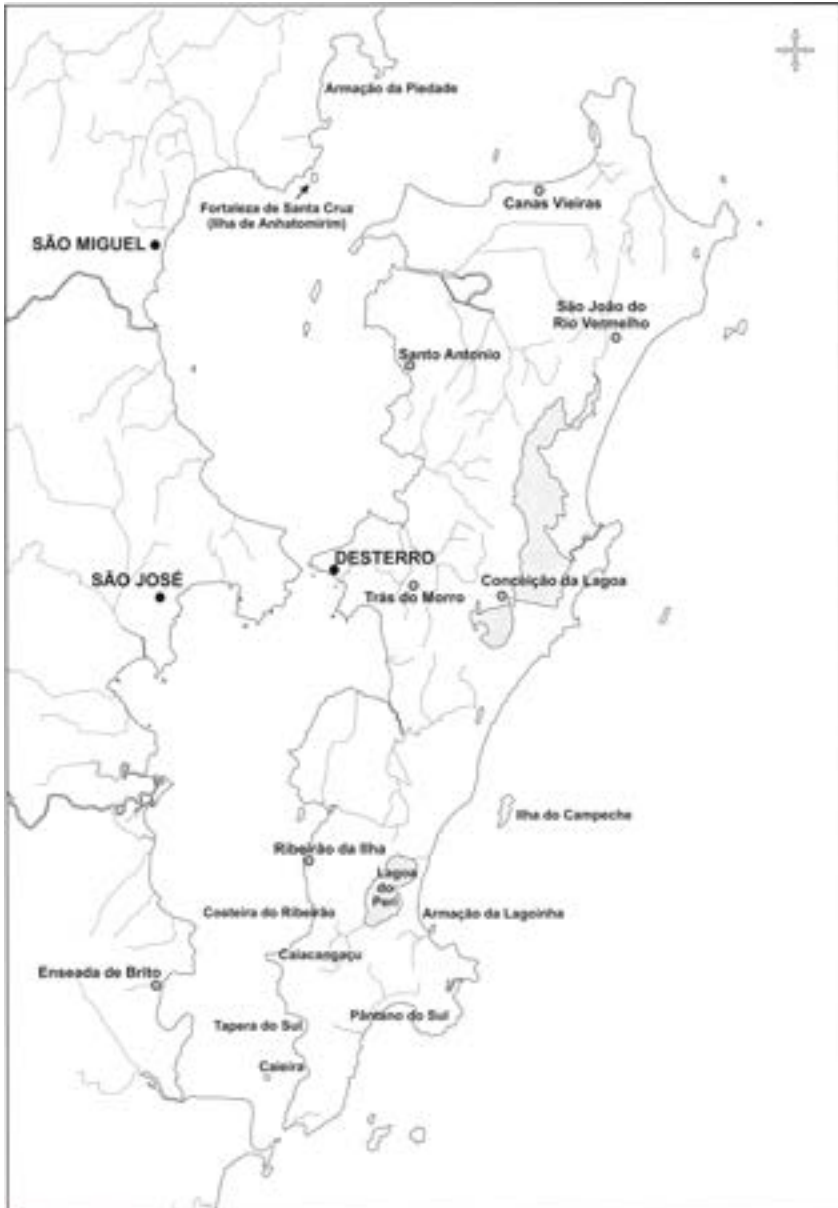 Armação da Piedade
Canas Vieiras
Fortaleza de Santa Cruz
(Ilha de Anhatomirim)
SÃO MIGUEL
São João do
Rio Vermelho
Santo Antonio
DESTERRO
SÃO JOSÉ
Conceição da Lagoa
Trás do Morro
Ilha do Campeche
Ribeirão da Ilha
Lagoa
do
Peri
Costeira do Ribeirão
Armação da Lagoinha
Caiacangaçu
Enseada de Brito
Tapera do Sul
Pântano do Sul
Caieira